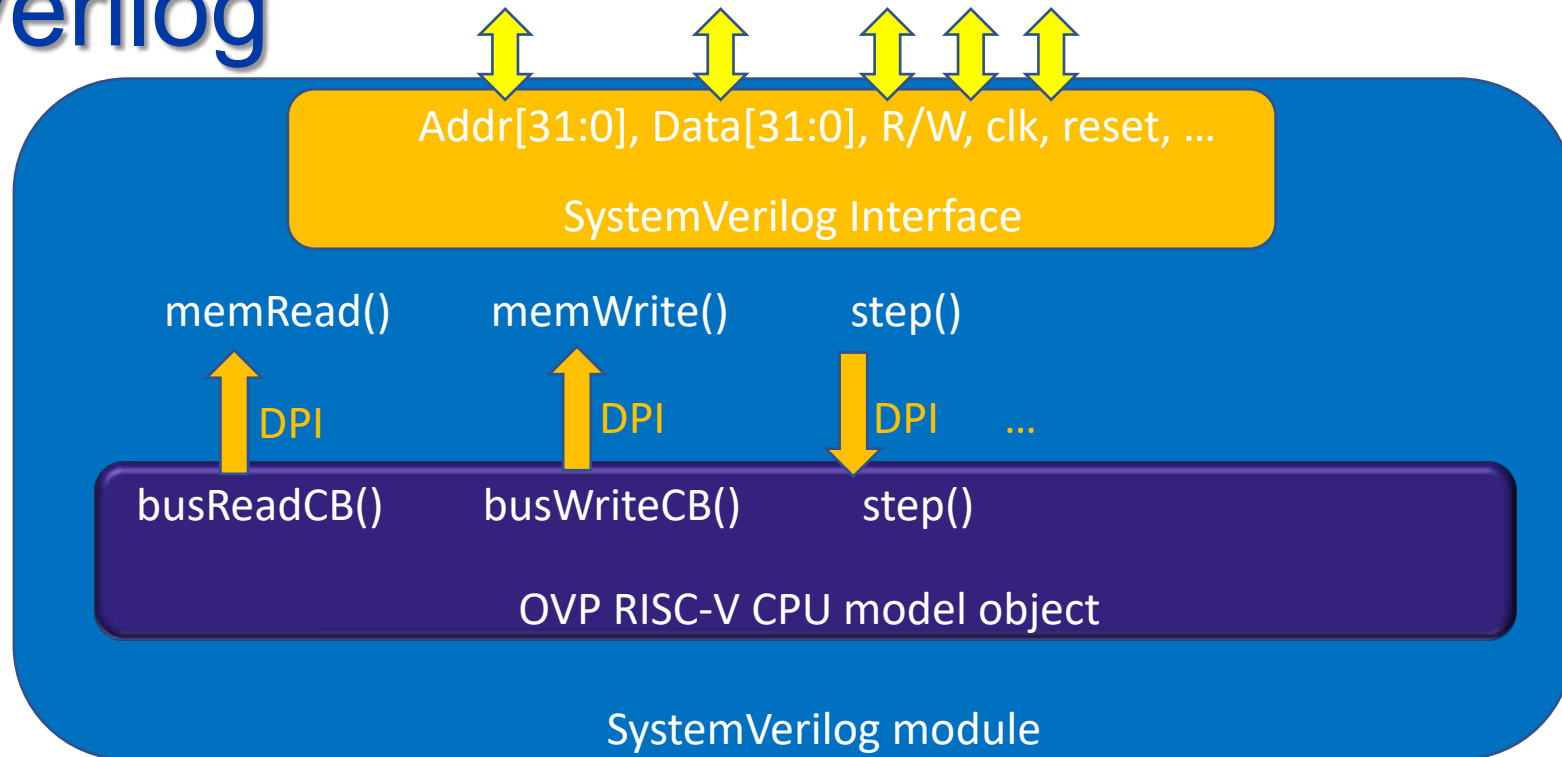 Verilog
Addr[31:0], Data[31:0], R/W, clk, reset, …
SystemVerilog Interface
memRead() memWrite() step()
DPI DPI DPI …
busReadCB() busWriteCB() step()
OVP RISC-V CPU model object
SystemVerilog module